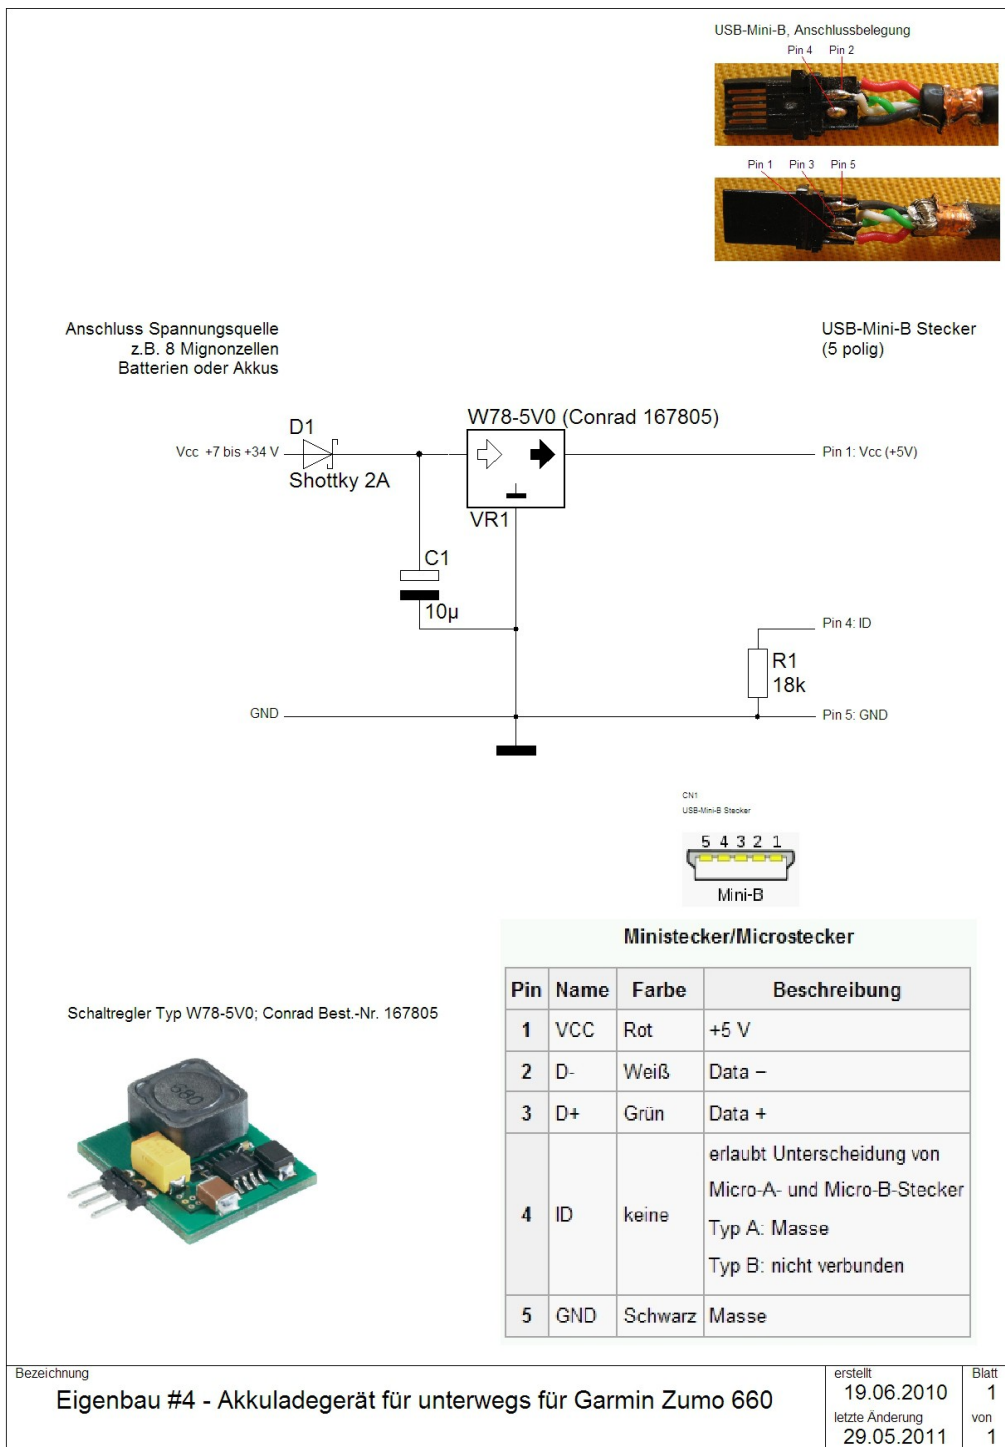 USB-Mini-B, Anschlussbelegung
Pin 4 Pin 2
Pin 1 Pin 3 Pin 5
Anschluss Spannungsquelle
z.B. 8 Mignonzellen
Batterien oder Akkus
USB-Mini-B Stecker
(5 polig)
W78-5V0 (Conrad 167805)
D1
Vcc +7 bis +34 V
Pin 1: Vcc (+5V)
Shottky 2A
VR1
C1
10µ
Pin 4: ID
R1
18k
GND
Pin 5: GND
CN1
USB-Mini-B Stecker
5 4 3 2 1
Mini-B
Ministecker/Microstecker
Pin Name Farbe Beschreibung
1 VCC Rot +5 V
2 D- Weiß Data –
3 D+ Grün Data +
4 ID keine erlaubt Unterscheidung von
Micro-A- und Micro-B-Stecker
Typ A: Masse
Typ B: nicht verbunden
5 GND Schwarz Masse
Schaltregler Typ W78-5V0; Conrad Best.-Nr. 167805
680
Bezeichnung
Eigenbau #4 - Akkuladegerät für unterwegs für Garmin Zumo 660
erstellt
19.06.2010
letzte Änderung
29.05.2011
Blatt
1
von
1